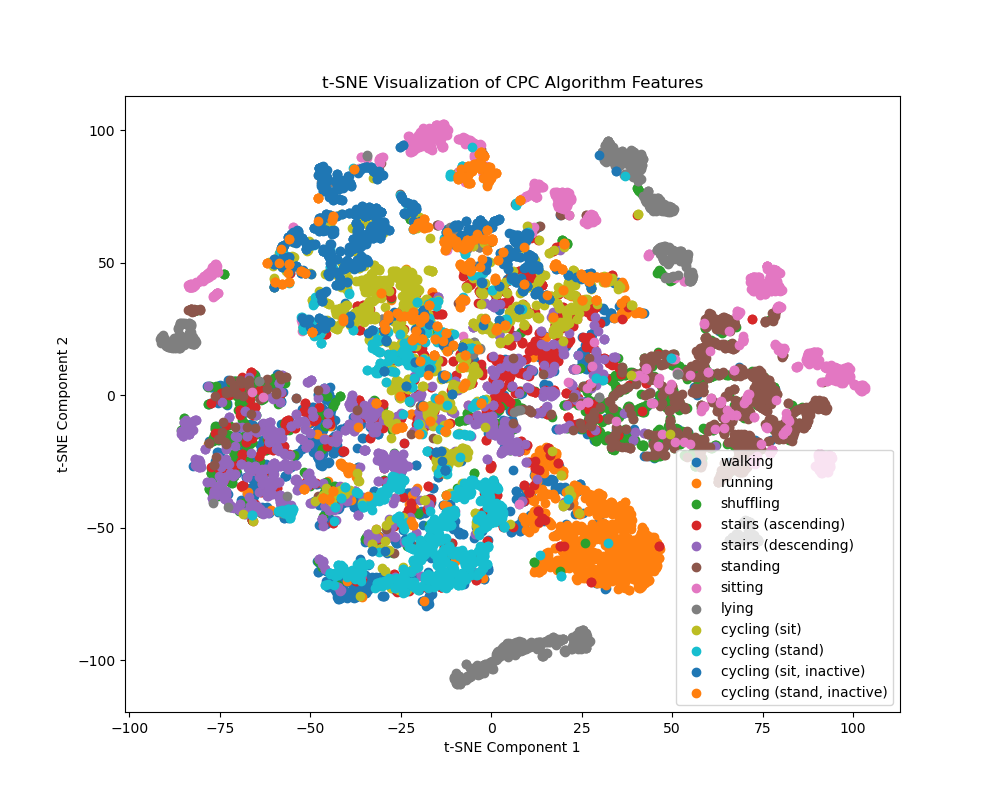 t-SNE Visualization of CPC Algorithm Features
100
50
0
−50
−100
t-SNE Component 2
walking
running
shuffling
stairs (ascending)
stairs (descending)
standing
sitting
lying
cycling (sit)
cycling (stand)
cycling (sit, inactive)
cycling (stand, inactive)
−100 −75 −50 −25 0 25 50 75 100
t-SNE Component 1